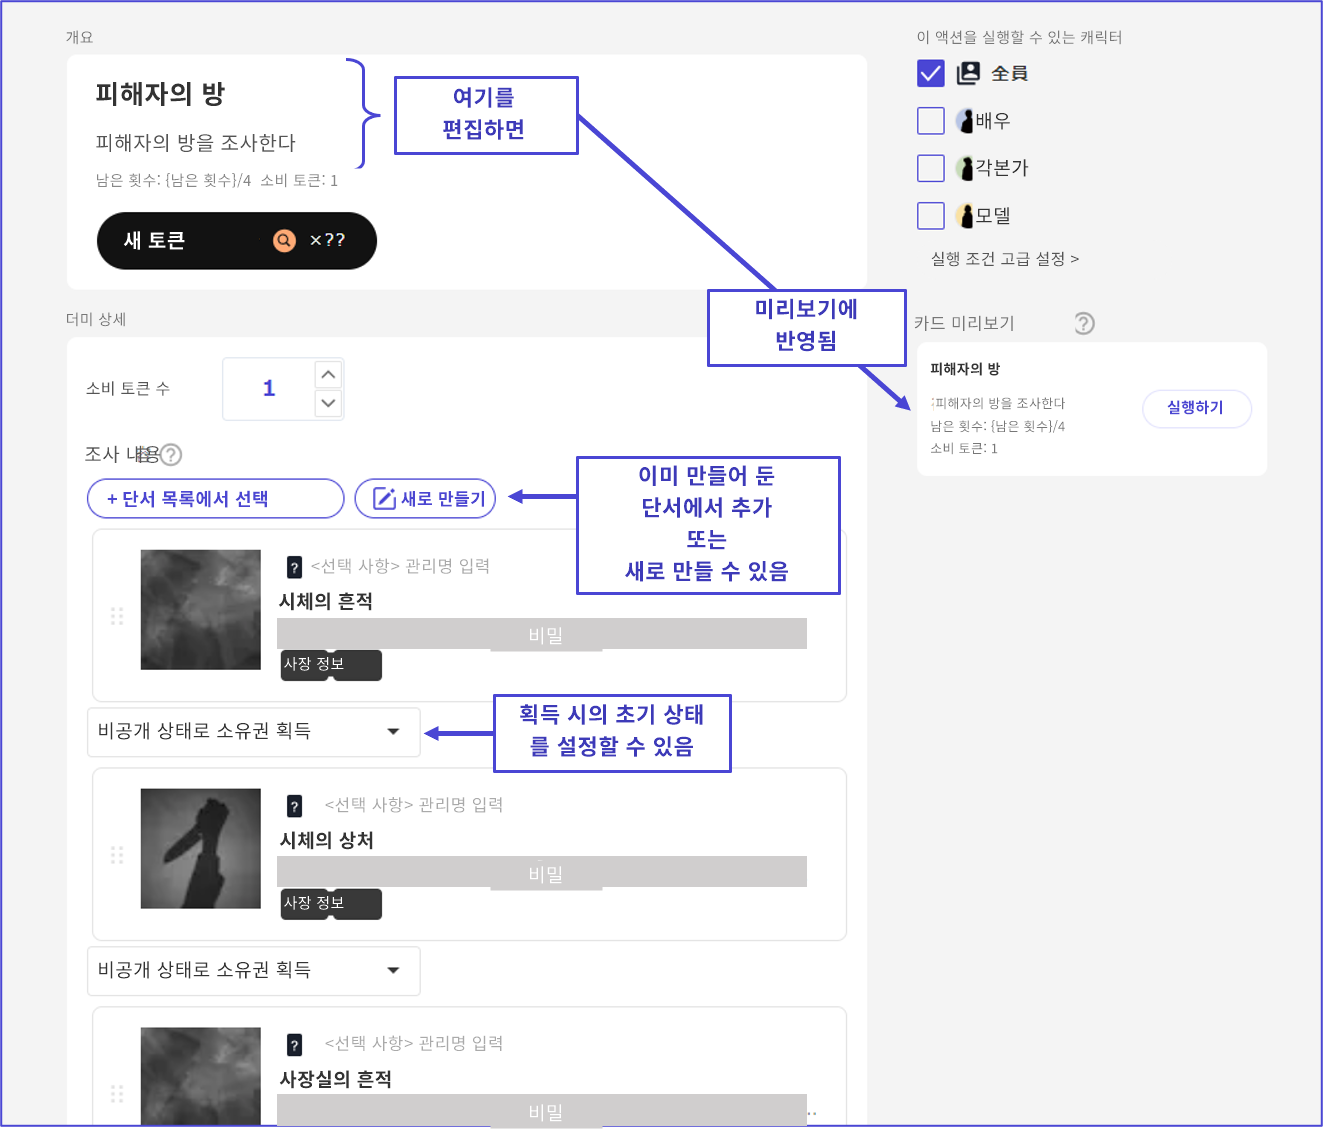 개요
피해자의 방
피해자의 방을 조사한다
남은 횟수: {남은 횟수}/4 소비 토큰: 1
새 토큰 ×??
여기를
편집하면
이 액션을 실행할 수 있는 캐릭터
全員
배우
각본가
모델
실행 조건 고급 설정 >
미리보기에
반영됨
카드 미리보기 ?
피해자의 방
피해자의 방을 조사한다
남은 횟수: {남은 횟수}/4
소비 토큰: 1
실행하기
더미 상세
소비 토큰 수 1
조사 내용 ?
+ 단서 목록에서 선택 새로 만들기
이미 만들어 둔
단서에서 추가
또는
새로 만들 수 있음
? <선택 사항> 관리명 입력
시체의 흔적
비밀
사장 정보
비공개 상태로 소유권 획득
획득 시의 초기 상태
를 설정할 수 있음
? <선택 사항> 관리명 입력
시체의 상처
비밀
사장 정보
비공개 상태로 소유권 획득
? <선택 사항> 관리명 입력
사장실의 흔적
비밀